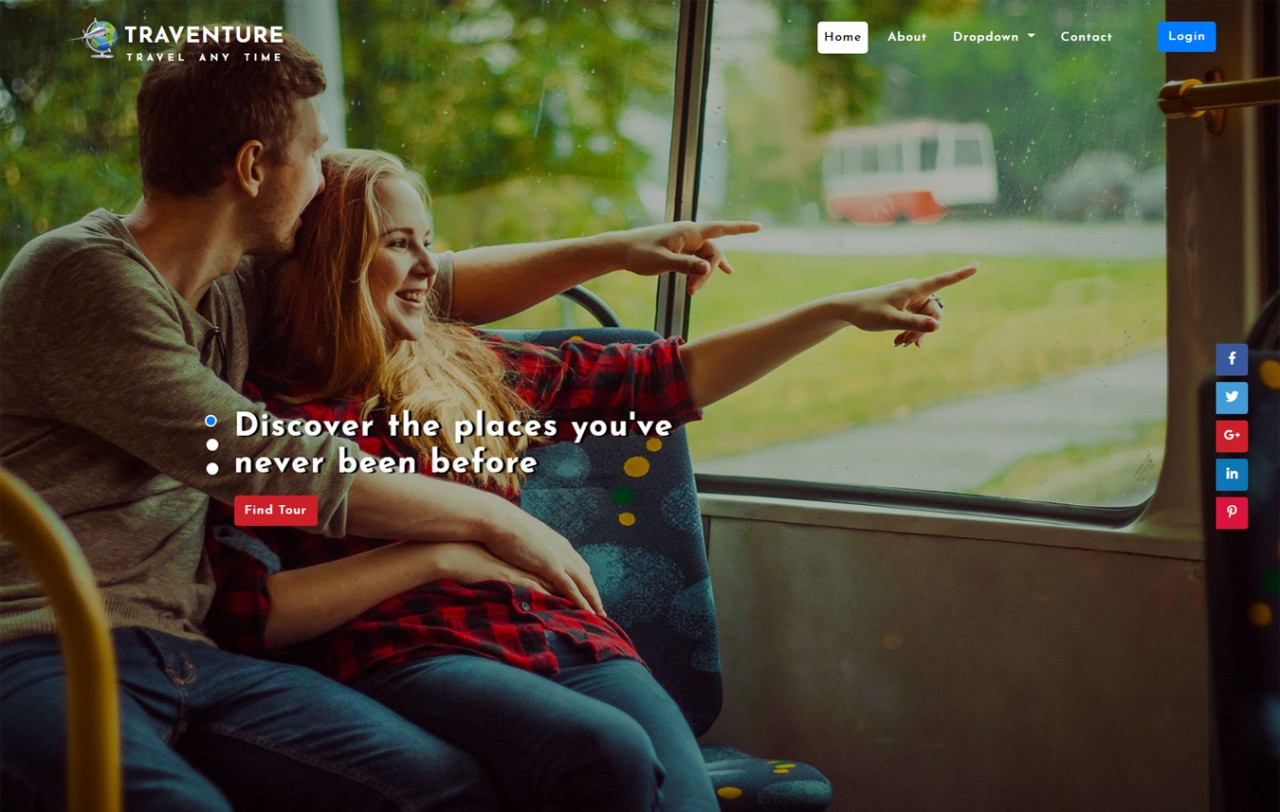 TRAVENTURE
TRAVEL ANY TIME
Home About Dropdown Contact Login
Discover the places you've
never been before
Find Tour
f
G+
in